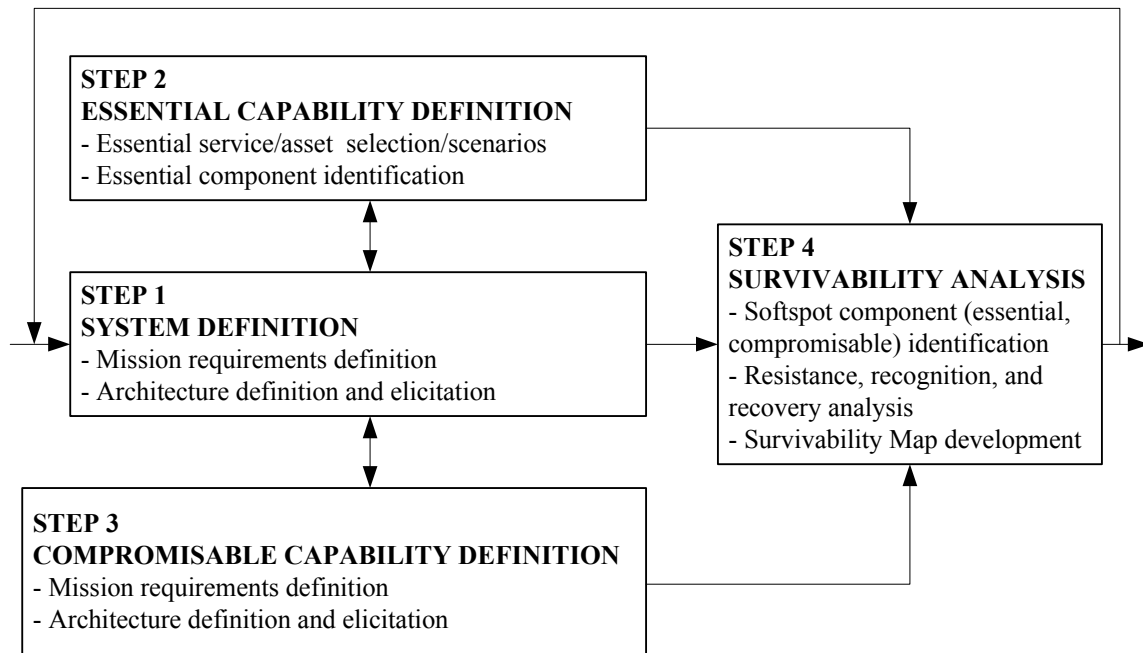 STEP 2
ESSENTIAL CAPABILITY DEFINITION
- Essential service/asset  selection/scenarios
- Essential component identification
STEP 1
SYSTEM DEFINITION
- Mission requirements definition
- Architecture definition and elicitation
STEP 3
COMPROMISABLE CAPABILITY DEFINITION
- Mission requirements definition
- Architecture definition and elicitation
STEP 4
SURVIVABILITY ANALYSIS
- Softspot component (essential,
compromisable) identification
- Resistance, recognition, and
recovery analysis
- Survivability Map development